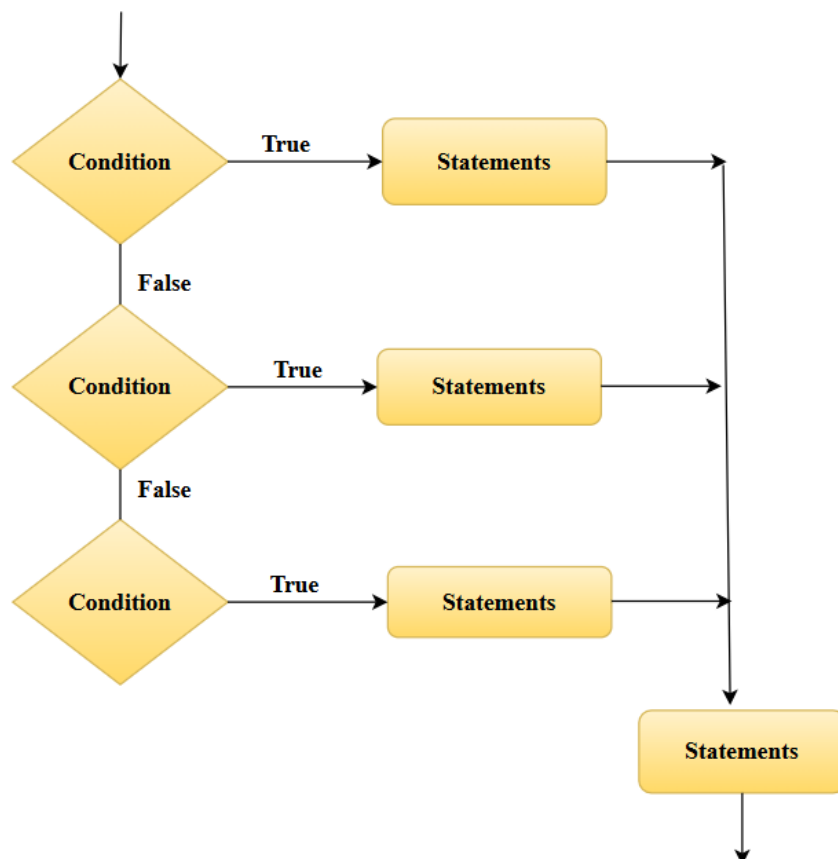 True
Condition
Statements
False
True
Condition
Statements
False
True
Condition
Statements
Statements